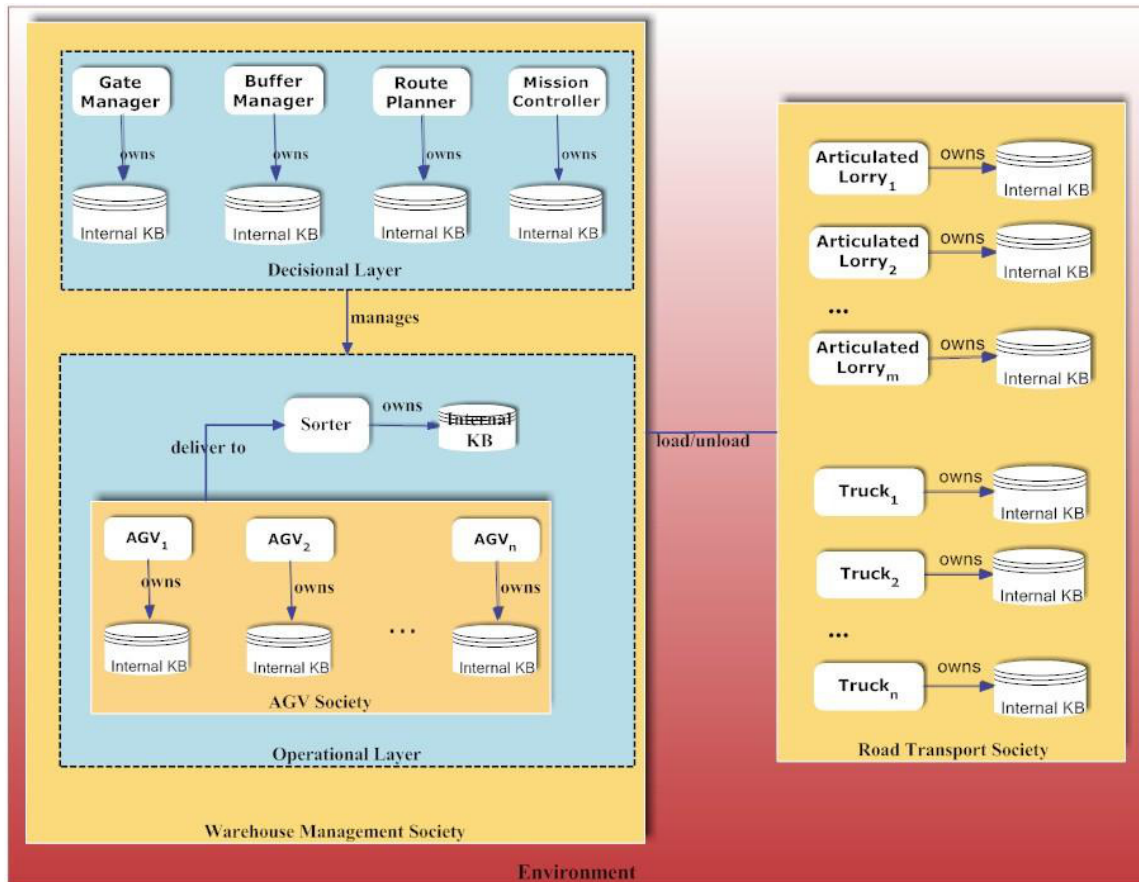 Gate
Manager
Buffer
Manager
Route
Planner
Mission
Controller
owns
owns
owns
owns
Internal KB
Internal KB
Internal KB
Internal KB
Decisional Layer
manages
Sorter
owns
Internal
KB
deliver to
AGV1
AGV2
AGVn
owns
owns
owns
...
Internal KB
Internal KB
Internal KB
AGV Society
Operational Layer
Warehouse Management Society
load/unload
Articulated
Lorry1
owns
Internal KB
Articulated
Lorry2
owns
Internal KB
...
Articulated
Lorrym
owns
Internal KB
Truck1
owns
Internal KB
Truck2
owns
Internal KB
...
Truckn
owns
Internal KB
Road Transport Society
Environment